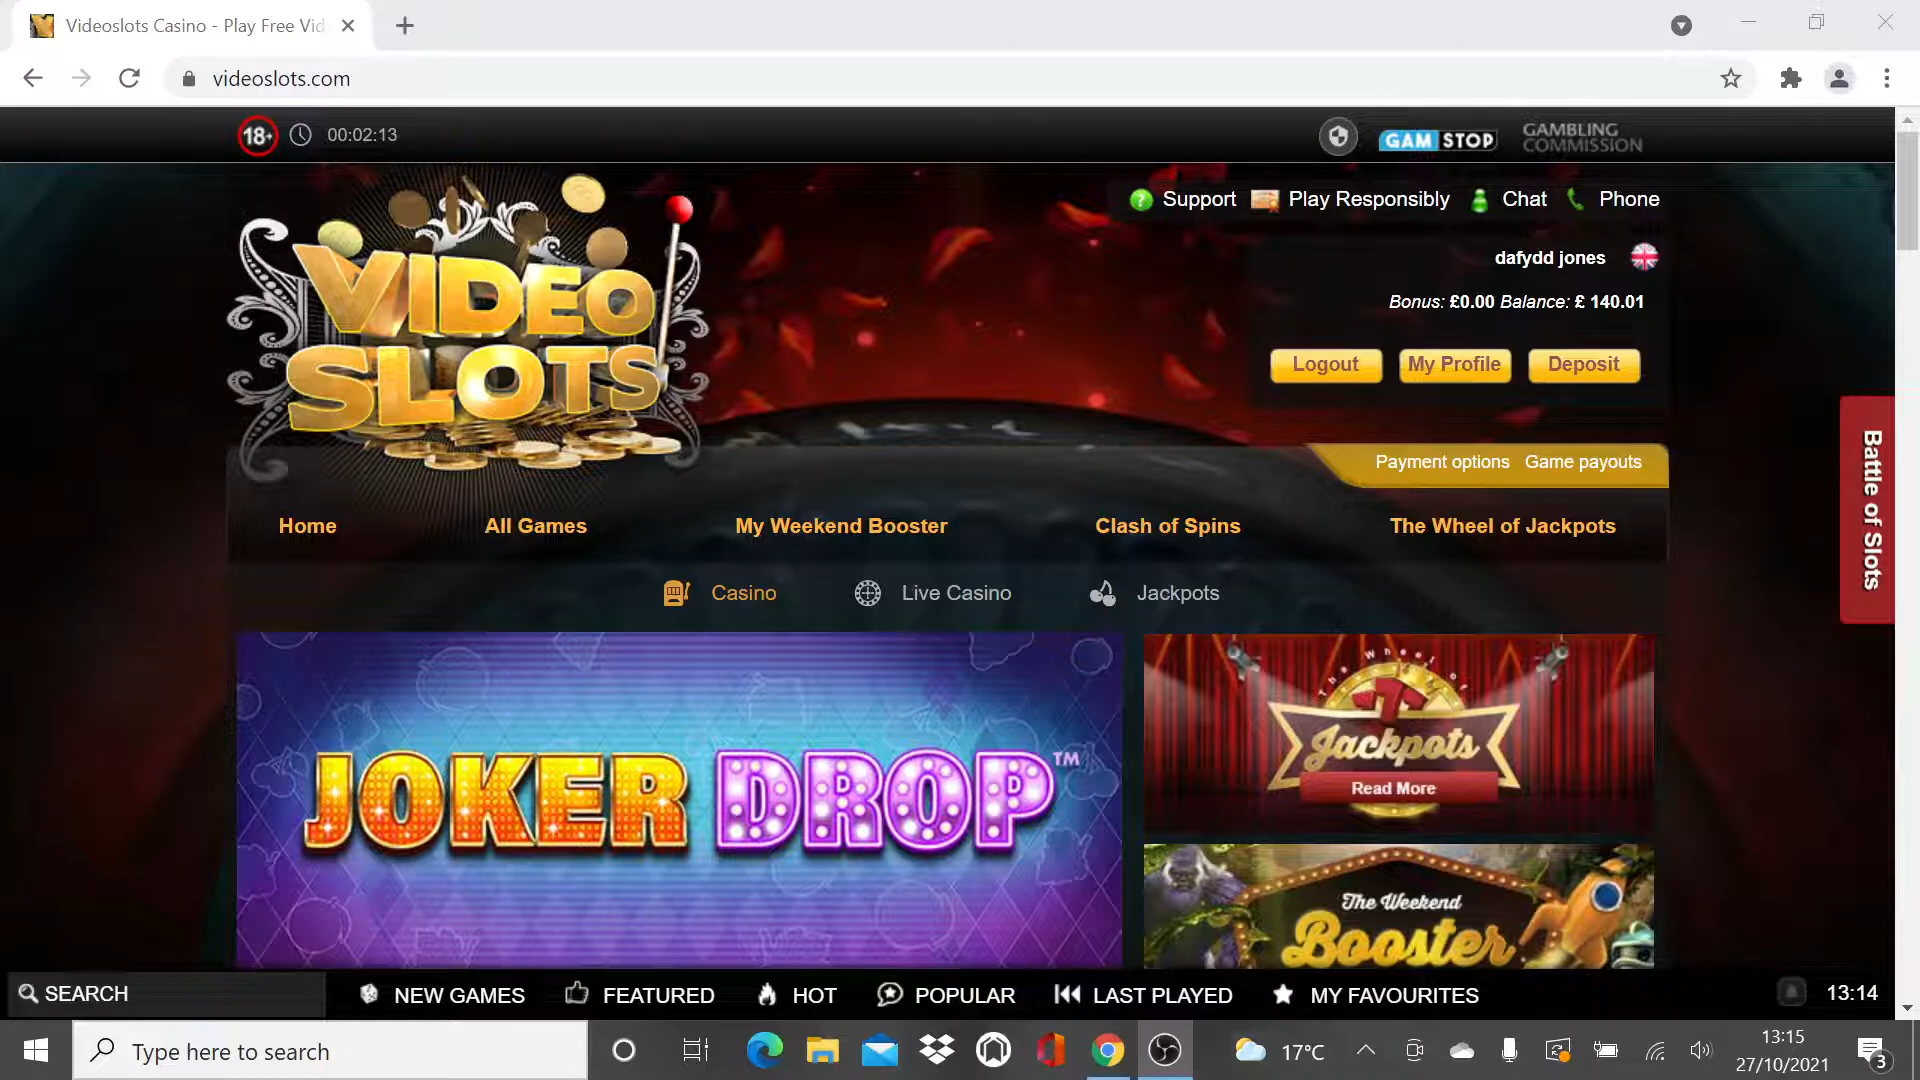 Videoslots Casino - Play Free Vid
videoslots.com
18+ 00:02:13
GAMSTOP
GAMBLING
COMMISSION
Support Play Responsibly Chat Phone
dafydd jones
Bonus: £0.00 Balance: £ 140.01
VIDEO
SLOTS
Logout My Profile Deposit
Payment options Game payouts
Battle of Slots
Home All Games My Weekend Booster Clash of Spins The Wheel of Jackpots
Casino Live Casino Jackpots
JOKER DROP™
The Wheel of
Jackpots
Read More
The Weekend
Booster
SEARCH NEW GAMES FEATURED HOT POPULAR LAST PLAYED MY FAVOURITES 13:14
Type here to search
17°C
13:15
27/10/2021
3